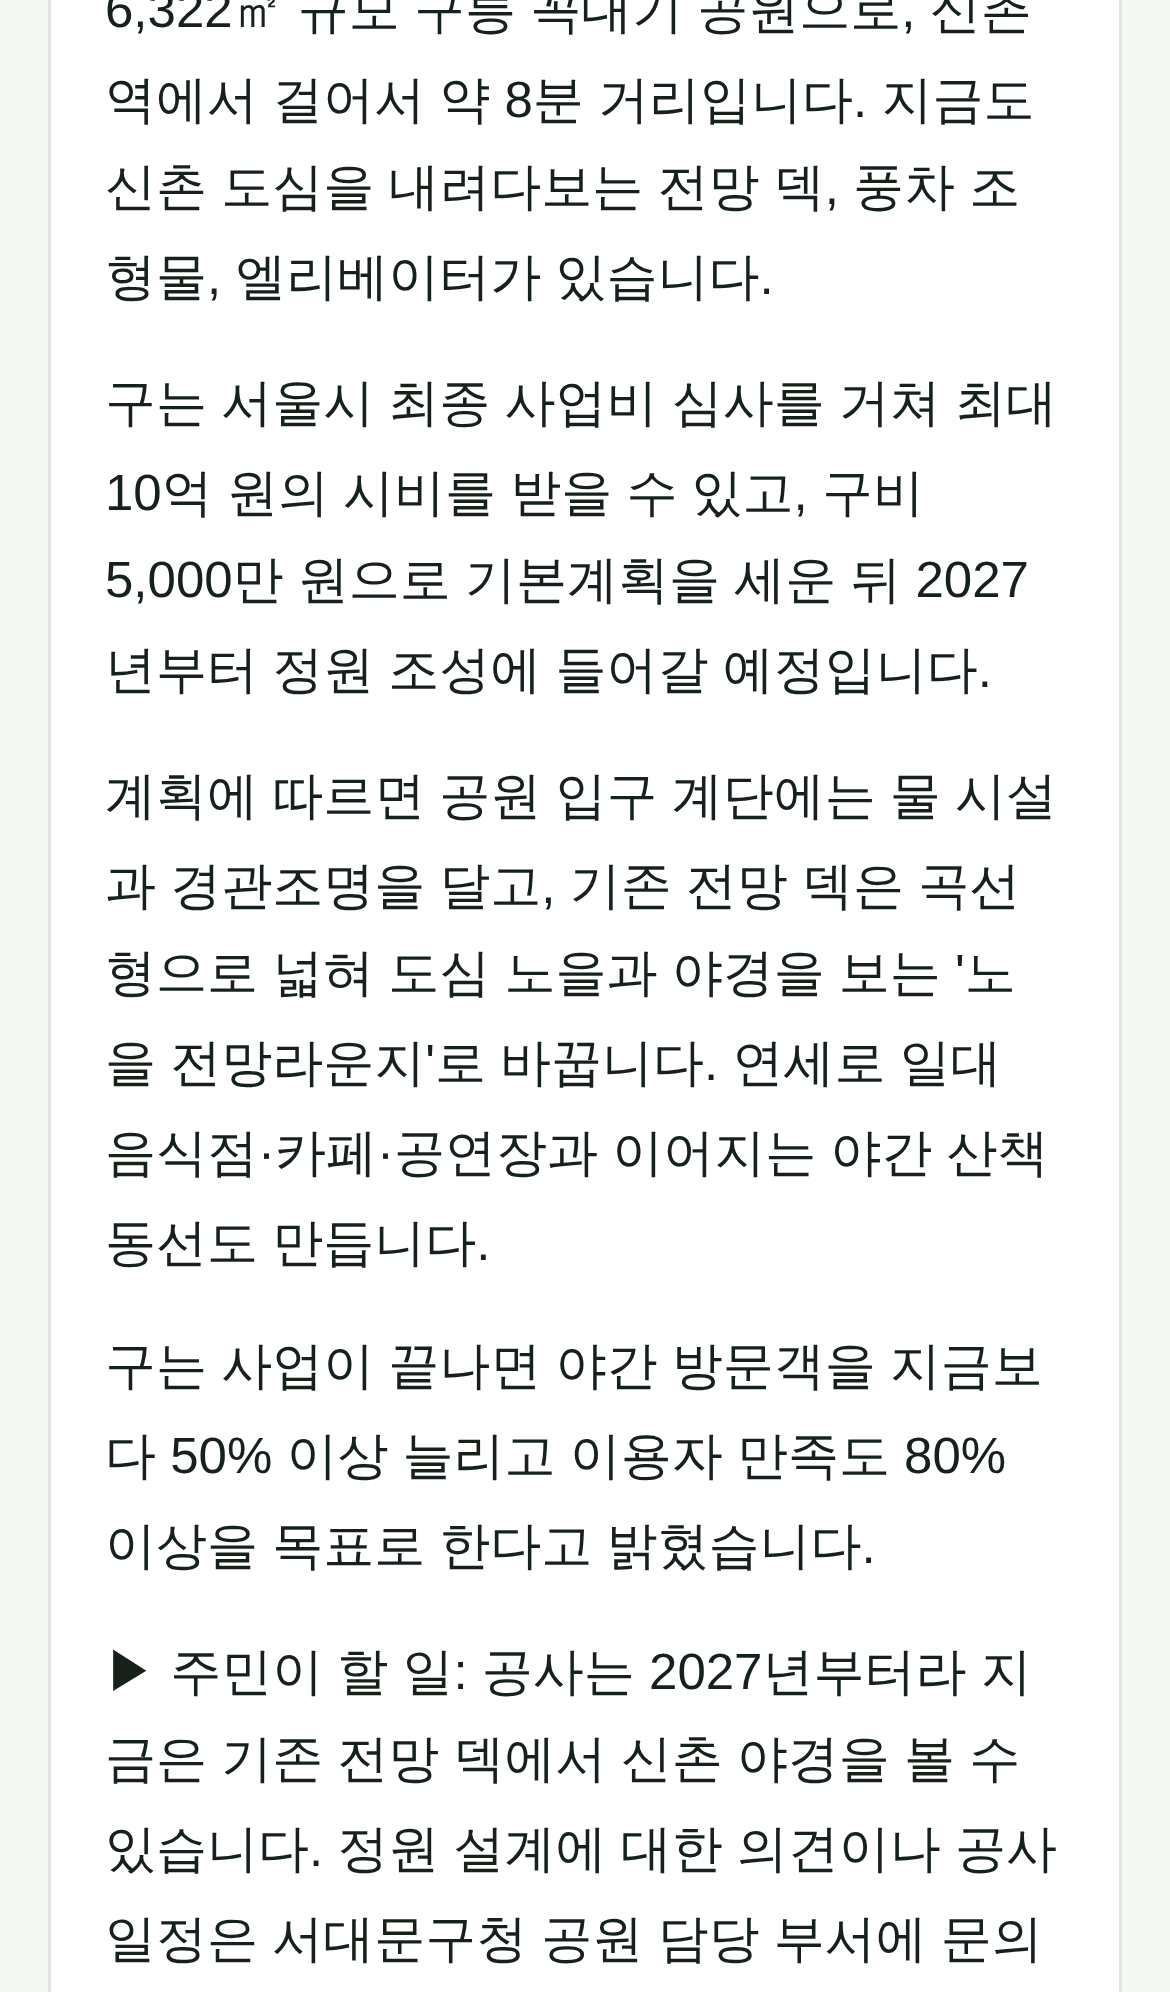 6,322㎡ 규모 구릉 꼭대기 공원으로, 신촌
역에서 걸어서 약 8분 거리입니다. 지금도
신촌 도심을 내려다보는 전망 덱, 풍차 조
형물, 엘리베이터가 있습니다.
구는 서울시 최종 사업비 심사를 거쳐 최대
10억 원의 시비를 받을 수 있고, 구비
5,000만 원으로 기본계획을 세운 뒤 2027
년부터 정원 조성에 들어갈 예정입니다.
계획에 따르면 공원 입구 계단에는 물 시설
과 경관조명을 달고, 기존 전망 덱은 곡선
형으로 넓혀 도심 노을과 야경을 보는 '노
을 전망라운지'로 바꿉니다. 연세로 일대
음식점·카페·공연장과 이어지는 야간 산책
동선도 만듭니다.
구는 사업이 끝나면 야간 방문객을 지금보
다 50% 이상 늘리고 이용자 만족도 80%
이상을 목표로 한다고 밝혔습니다.
▶ 주민이 할 일: 공사는 2027년부터라 지
금은 기존 전망 덱에서 신촌 야경을 볼 수
있습니다. 정원 설계에 대한 의견이나 공사
일정은 서대문구청 공원 담당 부서에 문의